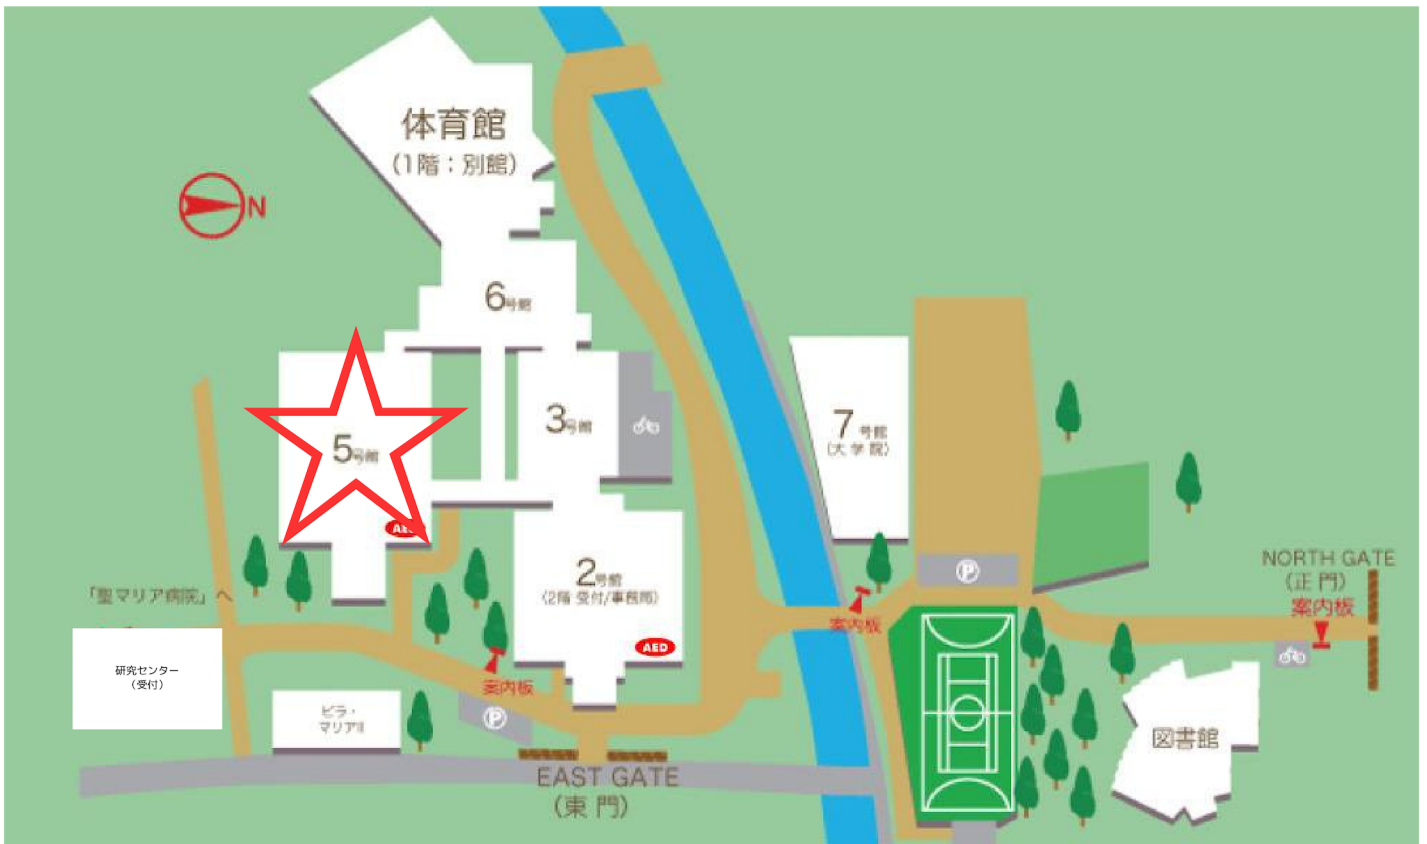 体育館
(1階：別館)
N
6号館
5号館
3号館
7号館
(大学院)
AED
2号館
(2階 受付/事務局)
AED
「聖マリア病院」へ
研究センター
(受付)
ビラ・
マリアⅡ
案内板
P
EAST GATE
(東門)
案内板
P
NORTH GATE
(正門)
案内板
図書館